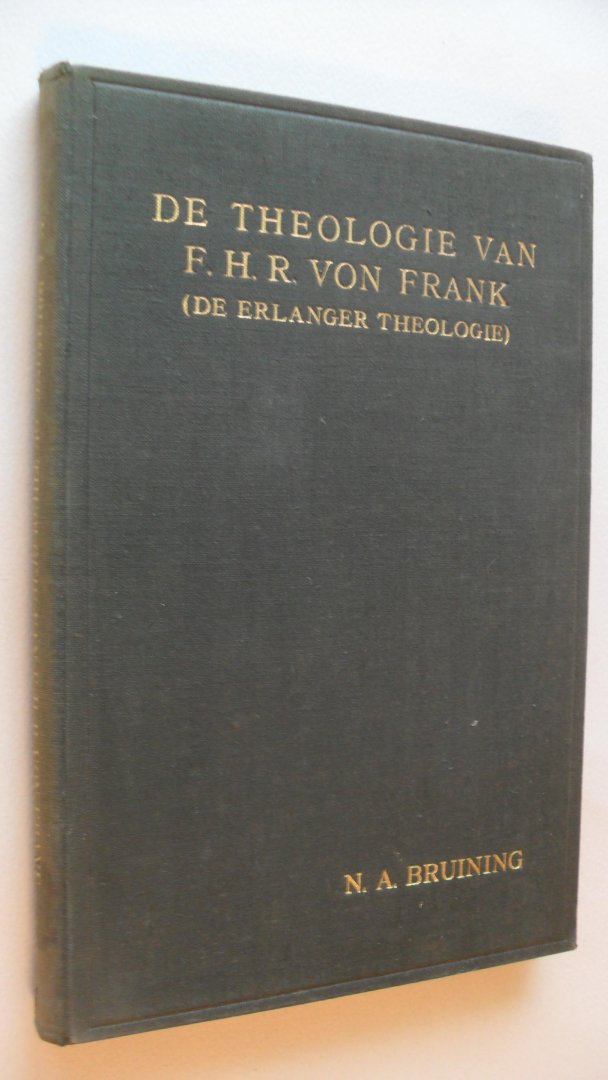 DE THEOLOGIE VAN
F. H. R. VON FRANK
(DE ERLANGER THEOLOGIE)
N. A. BRUINING